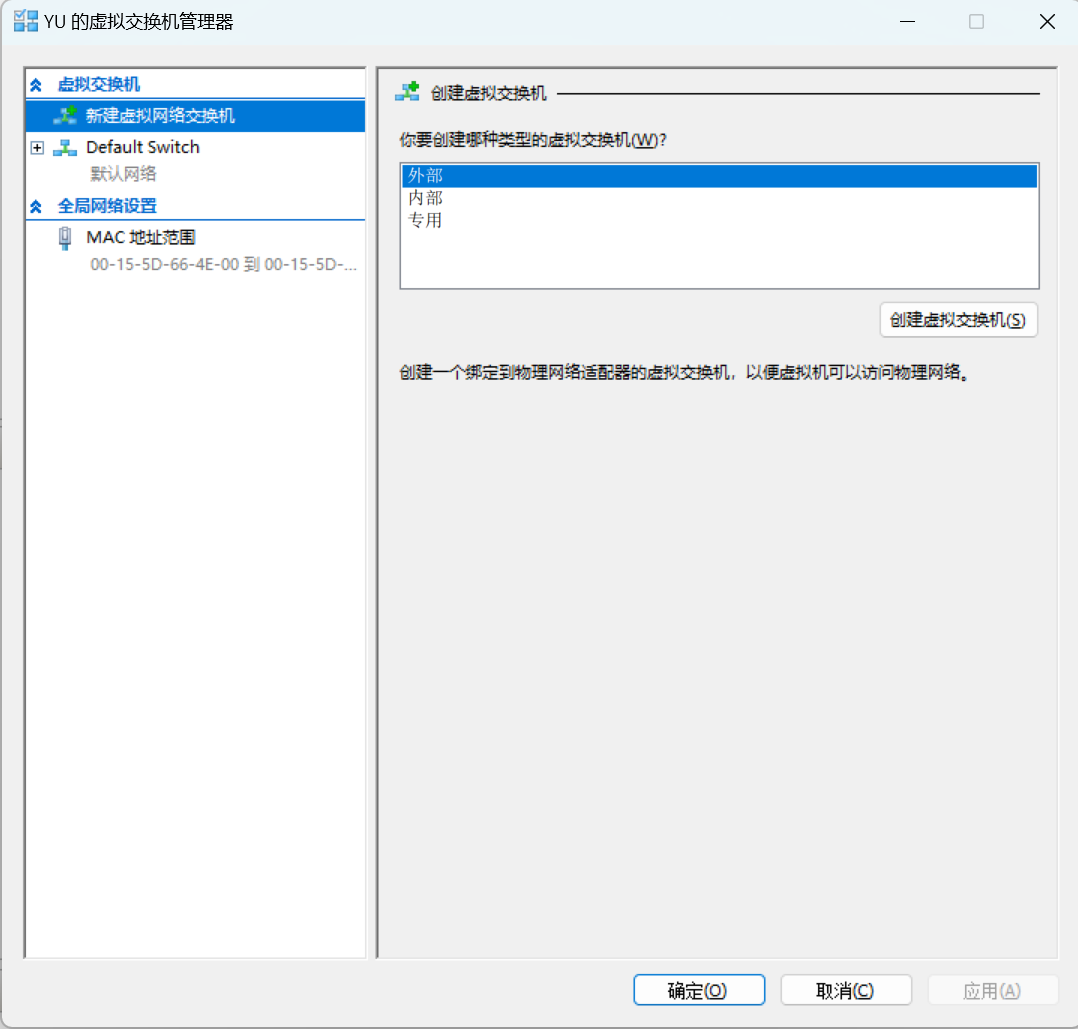 YU 的虚拟交换机管理器
虚拟交换机
新建虚拟网络交换机
Default Switch
默认网络
全局网络设置
MAC 地址范围
00-15-5D-66-4E-00 到 00-15-5D-...
创建虚拟交换机
你要创建哪种类型的虚拟交换机(W)?
外部
内部
专用
创建虚拟交换机(S)
创建一个绑定到物理网络适配器的虚拟交换机，以便虚拟机可以访问物理网络。
确定(O)
取消(C)
应用(A)